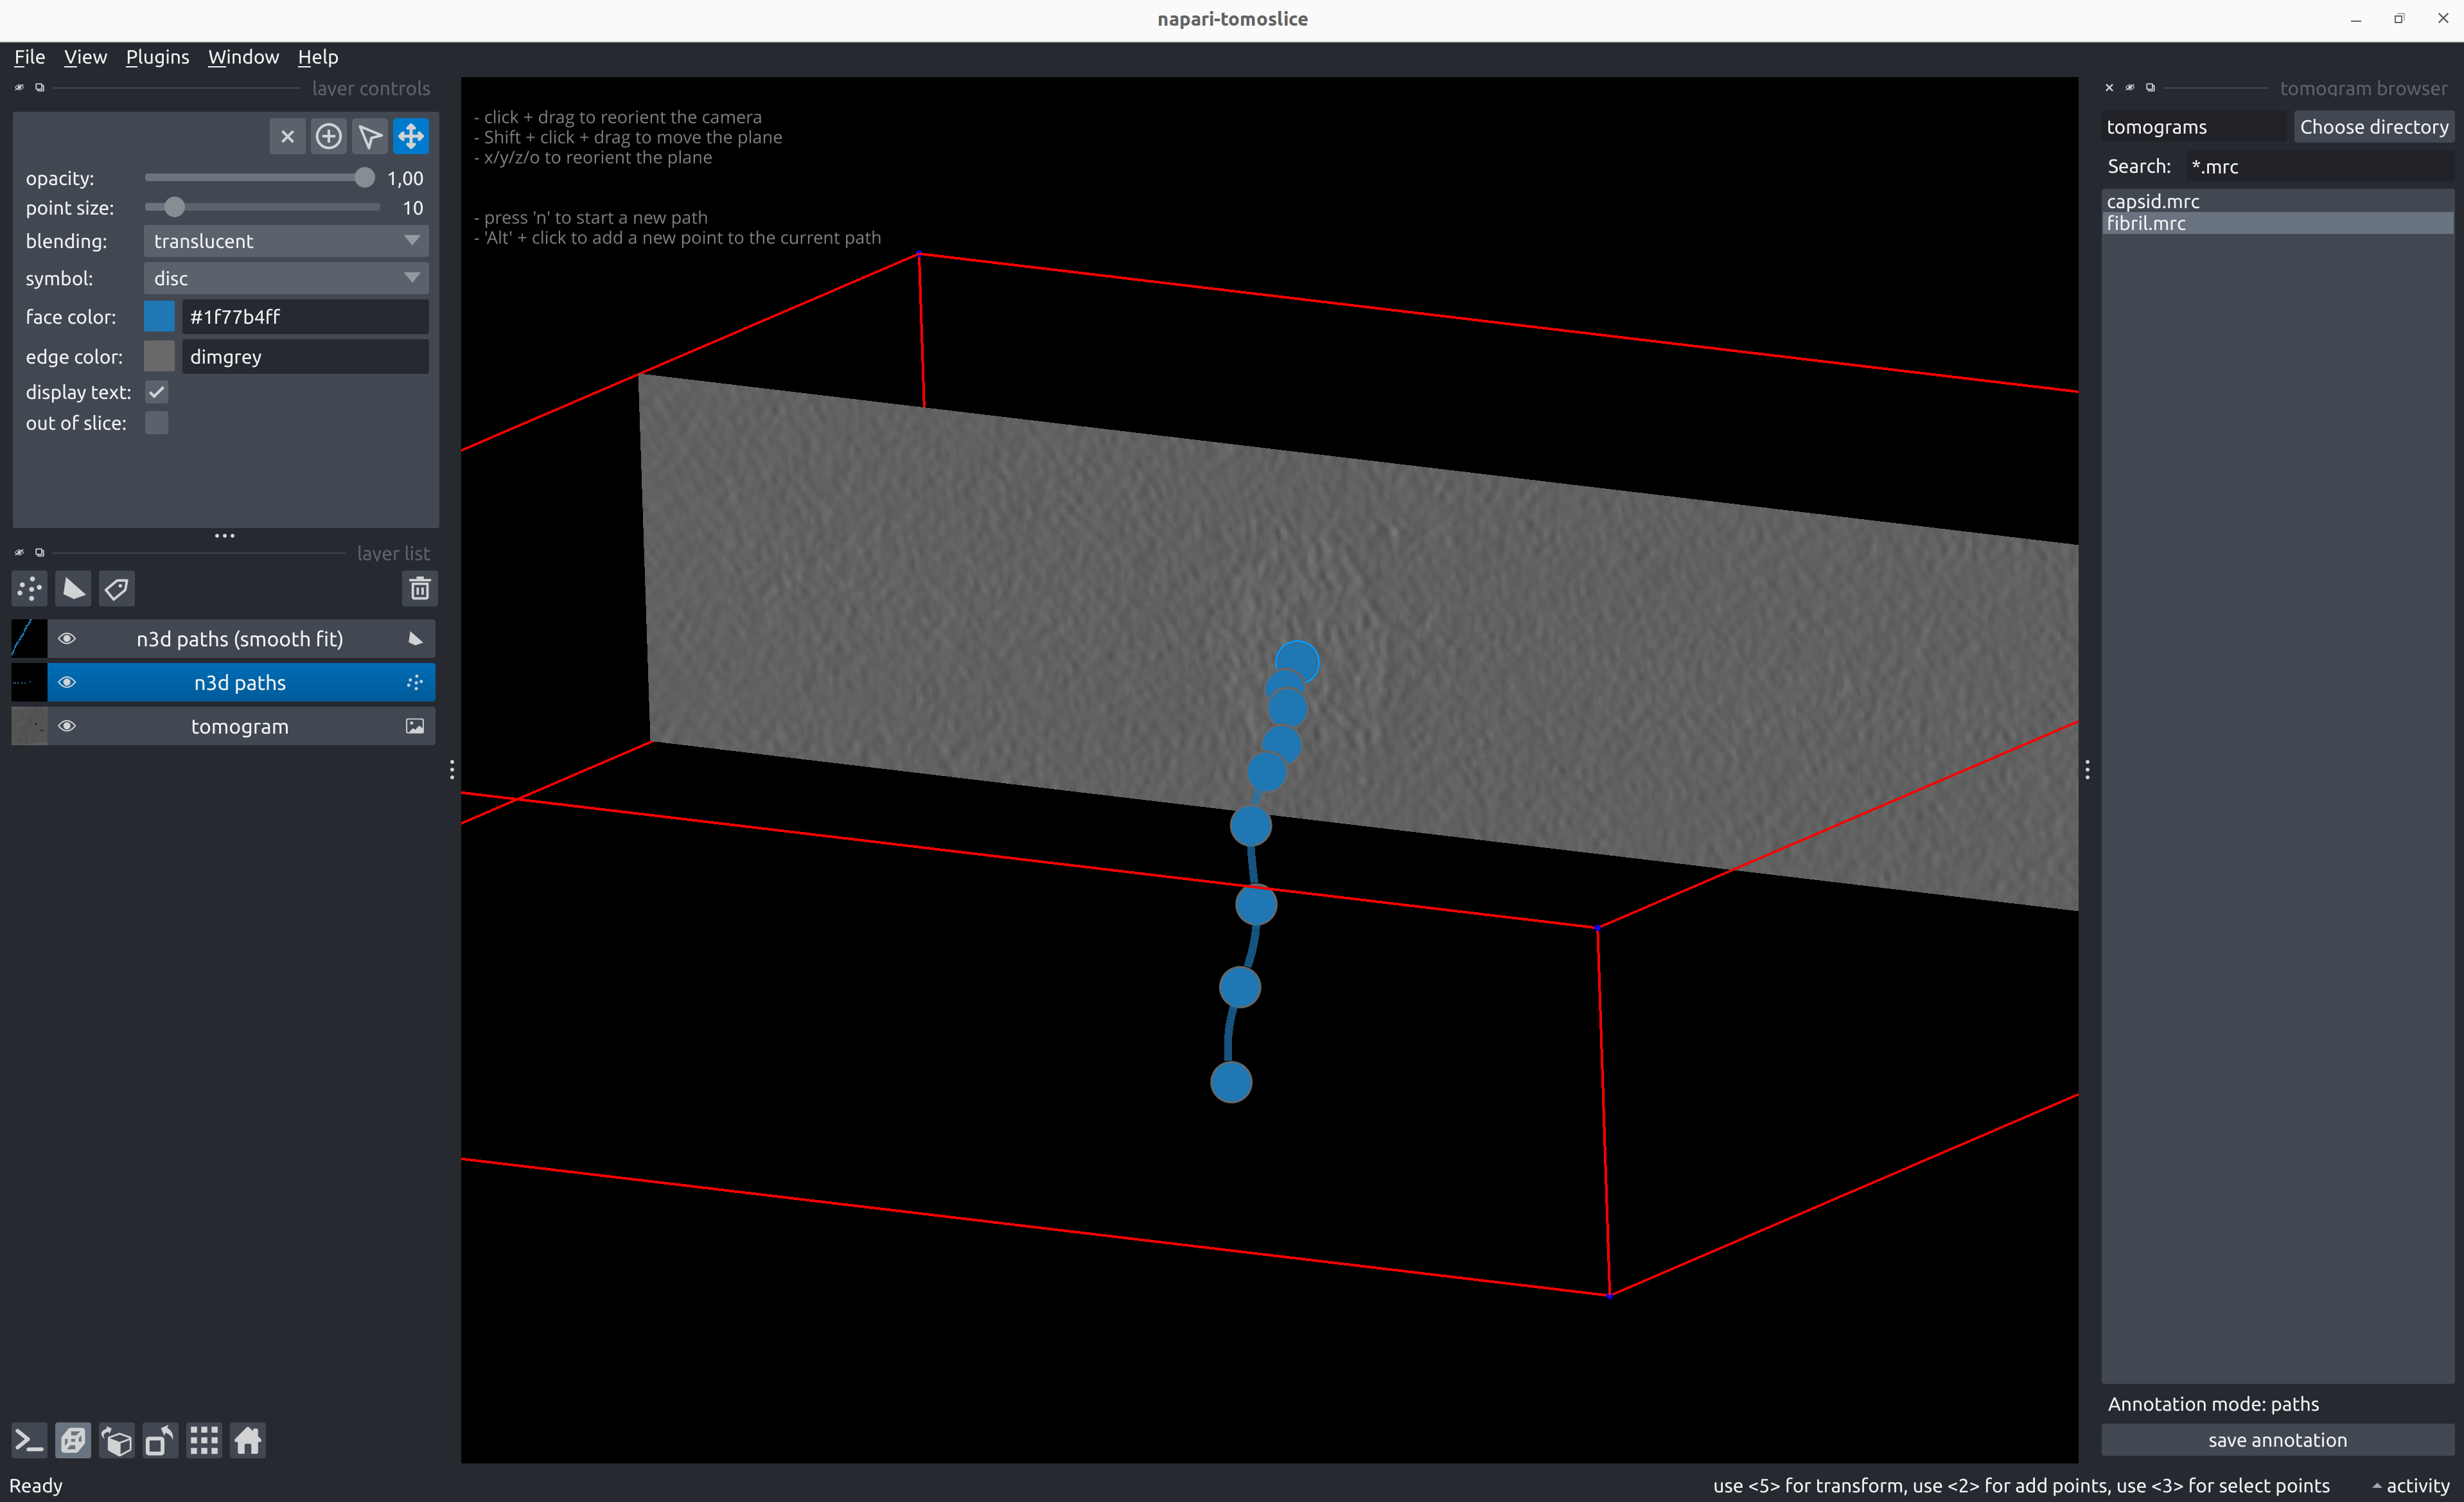 napari-tomoslice
File View Plugins Window Help
layer controls
opacity: 1,00
point size: 10
blending: translucent
symbol: disc
face color: #1f77b4ff
edge color: dimgrey
display text:
out of slice:
layer list
n3d paths (smooth fit)
n3d paths
tomogram
- click + drag to reorient the camera
- Shift + click + drag to move the plane
- x/y/z/o to reorient the plane
- press 'n' to start a new path
- 'Alt' + click to add a new point to the current path
tomogram browser
tomograms Choose directory
Search: *.mrc
capsid.mrc
fibril.mrc
Annotation mode: paths
save annotation
Ready
use <5> for transform, use <2> for add points, use <3> for select points
activity